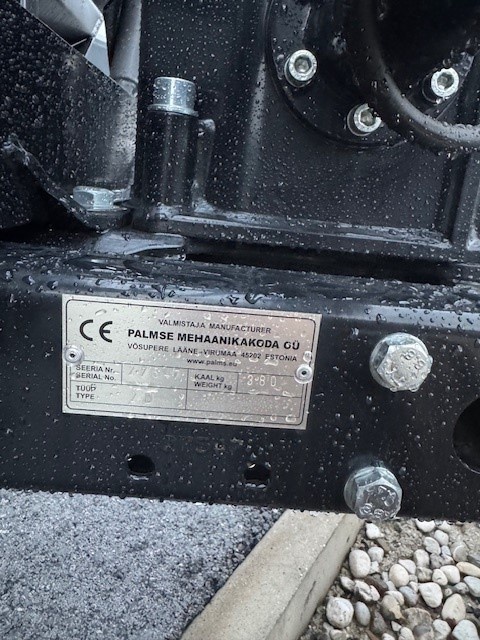 CE
VALMISTAJA MANUFACTURER
PALMSE MEHAANIKAKODA OÜ
VÕSUPERE LÄÄNE-VIRUMAA 45202 ESTONIA
www.palms.eu
SEERIA Nr.
SERIAL No.
KAAL kg
WEIGHT kg
TÜÜP
TYPE